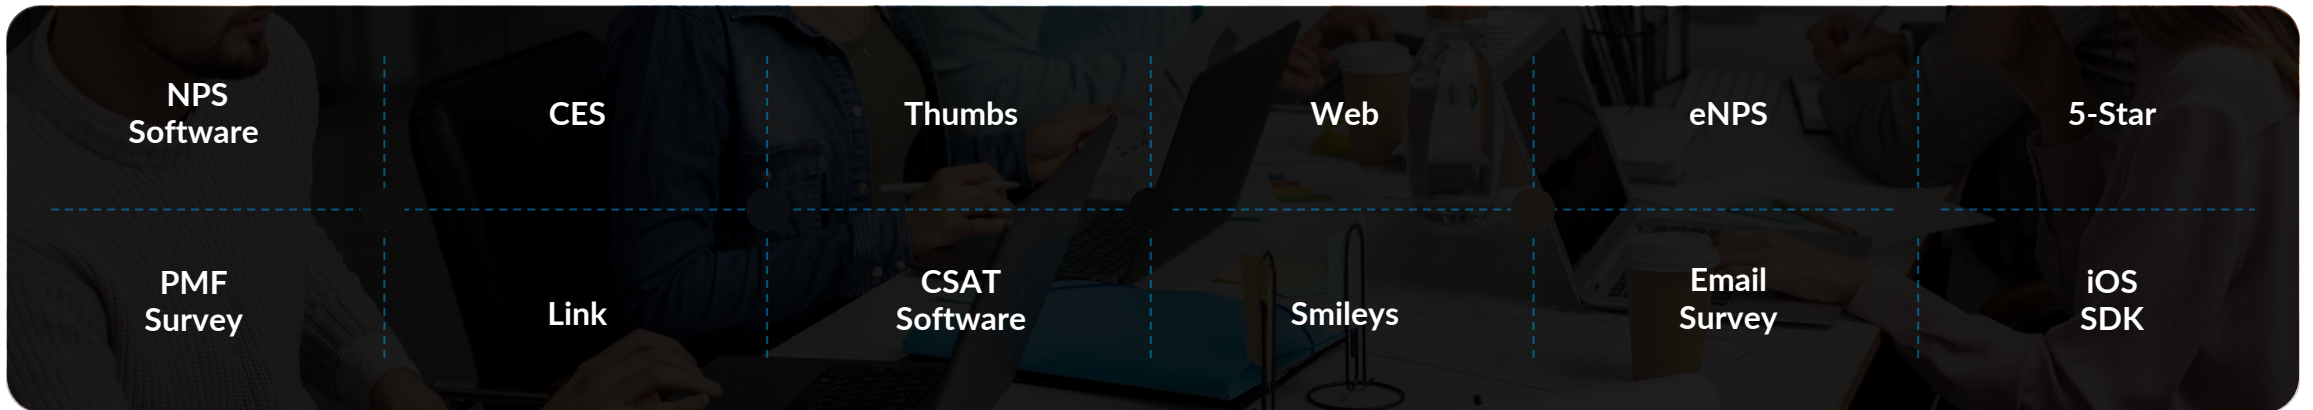 NPS
Software
CES
Thumbs
Web
eNPS
5-Star
PMF
Survey
Link
CSAT
Software
Smileys
Email
Survey
iOS
SDK